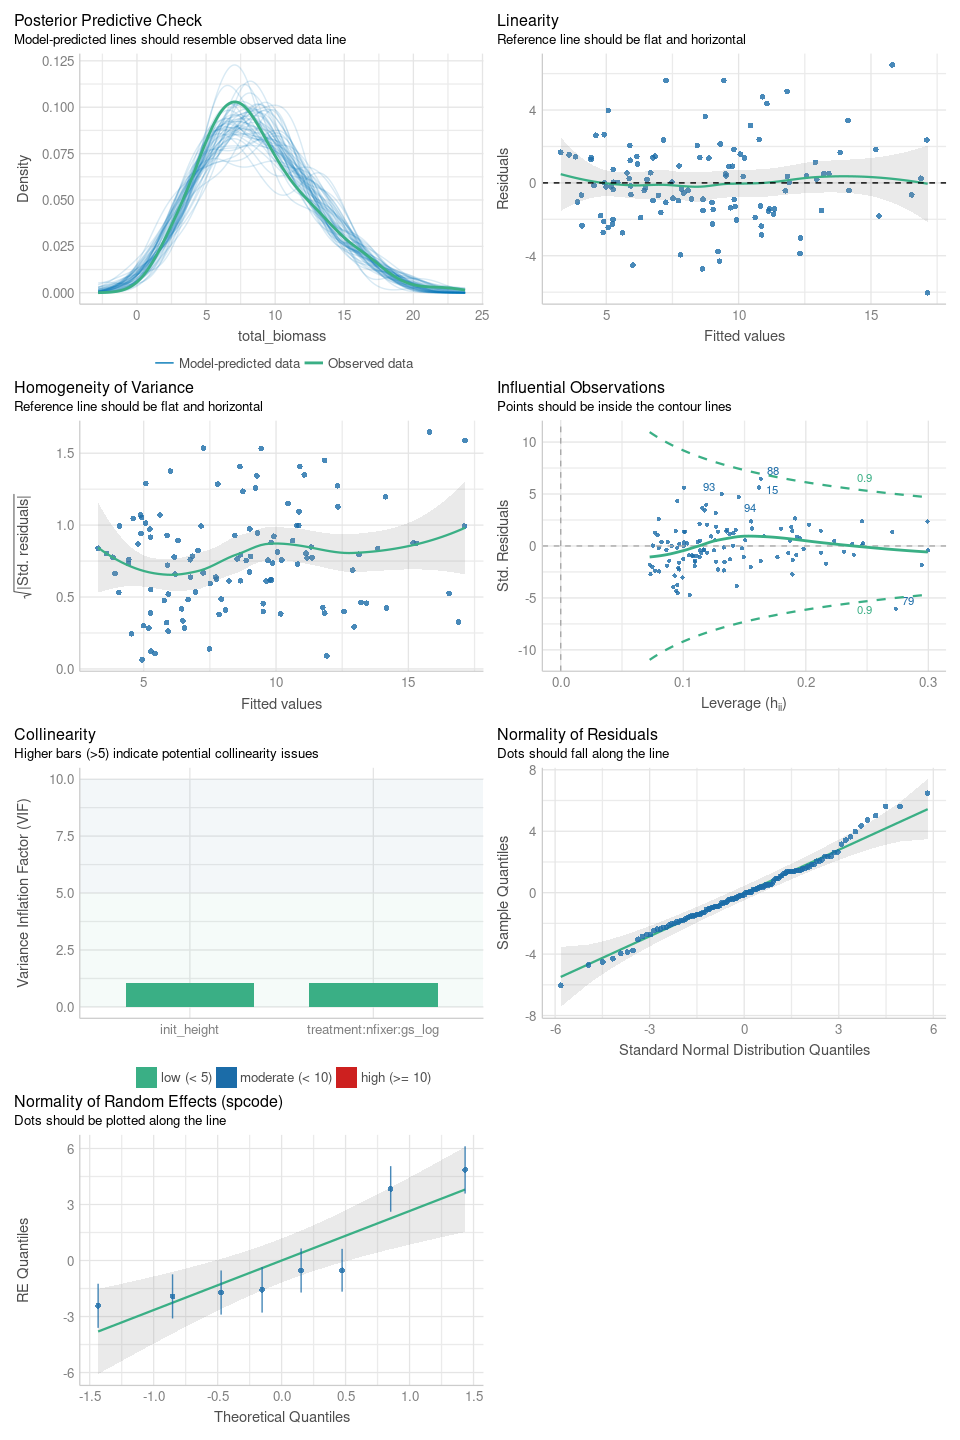 Posterior Predictive Check
Model-predicted lines should resemble observed data line
0.125
0.100
0.075
0.050
0.025
0.000
Density
0
5
10
15
20
25
total_biomass
Model-predicted data
Observed data
Linearity
Reference line should be flat and horizontal
4
0
-4
Residuals
5
10
15
Fitted values
Homogeneity of Variance
Reference line should be flat and horizontal
1.5
1.0
0.5
0.0
√|Std. residuals|
5
10
15
Fitted values
Influential Observations
Points should be inside the contour lines
10
5
0
-5
-10
Std. Residuals
88
93
15
94
79
0.9
0.9
0.0
0.1
0.2
0.3
Leverage (hii)
Collinearity
Higher bars (>5) indicate potential collinearity issues
10.0
7.5
5.0
2.5
0.0
Variance Inflation Factor (VIF)
init_height
treatment:nfixer:gs_log
low (< 5)
moderate (< 10)
high (>= 10)
Normality of Residuals
Dots should fall along the line
8
4
0
-4
-8
Sample Quantiles
-6
-3
0
3
6
Standard Normal Distribution Quantiles
Normality of Random Effects (spcode)
Dots should be plotted along the line
6
3
0
-3
-6
RE Quantiles
-1.5
-1.0
-0.5
0.0
0.5
1.0
1.5
Theoretical Quantiles